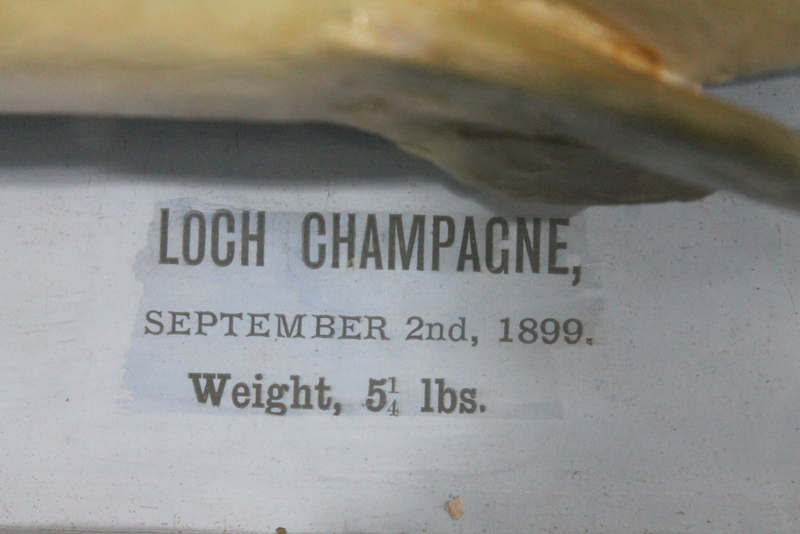 LOCH CHAMPAGNE,
SEPTEMBER 2nd, 1899.
Weight, 5¼ lbs.